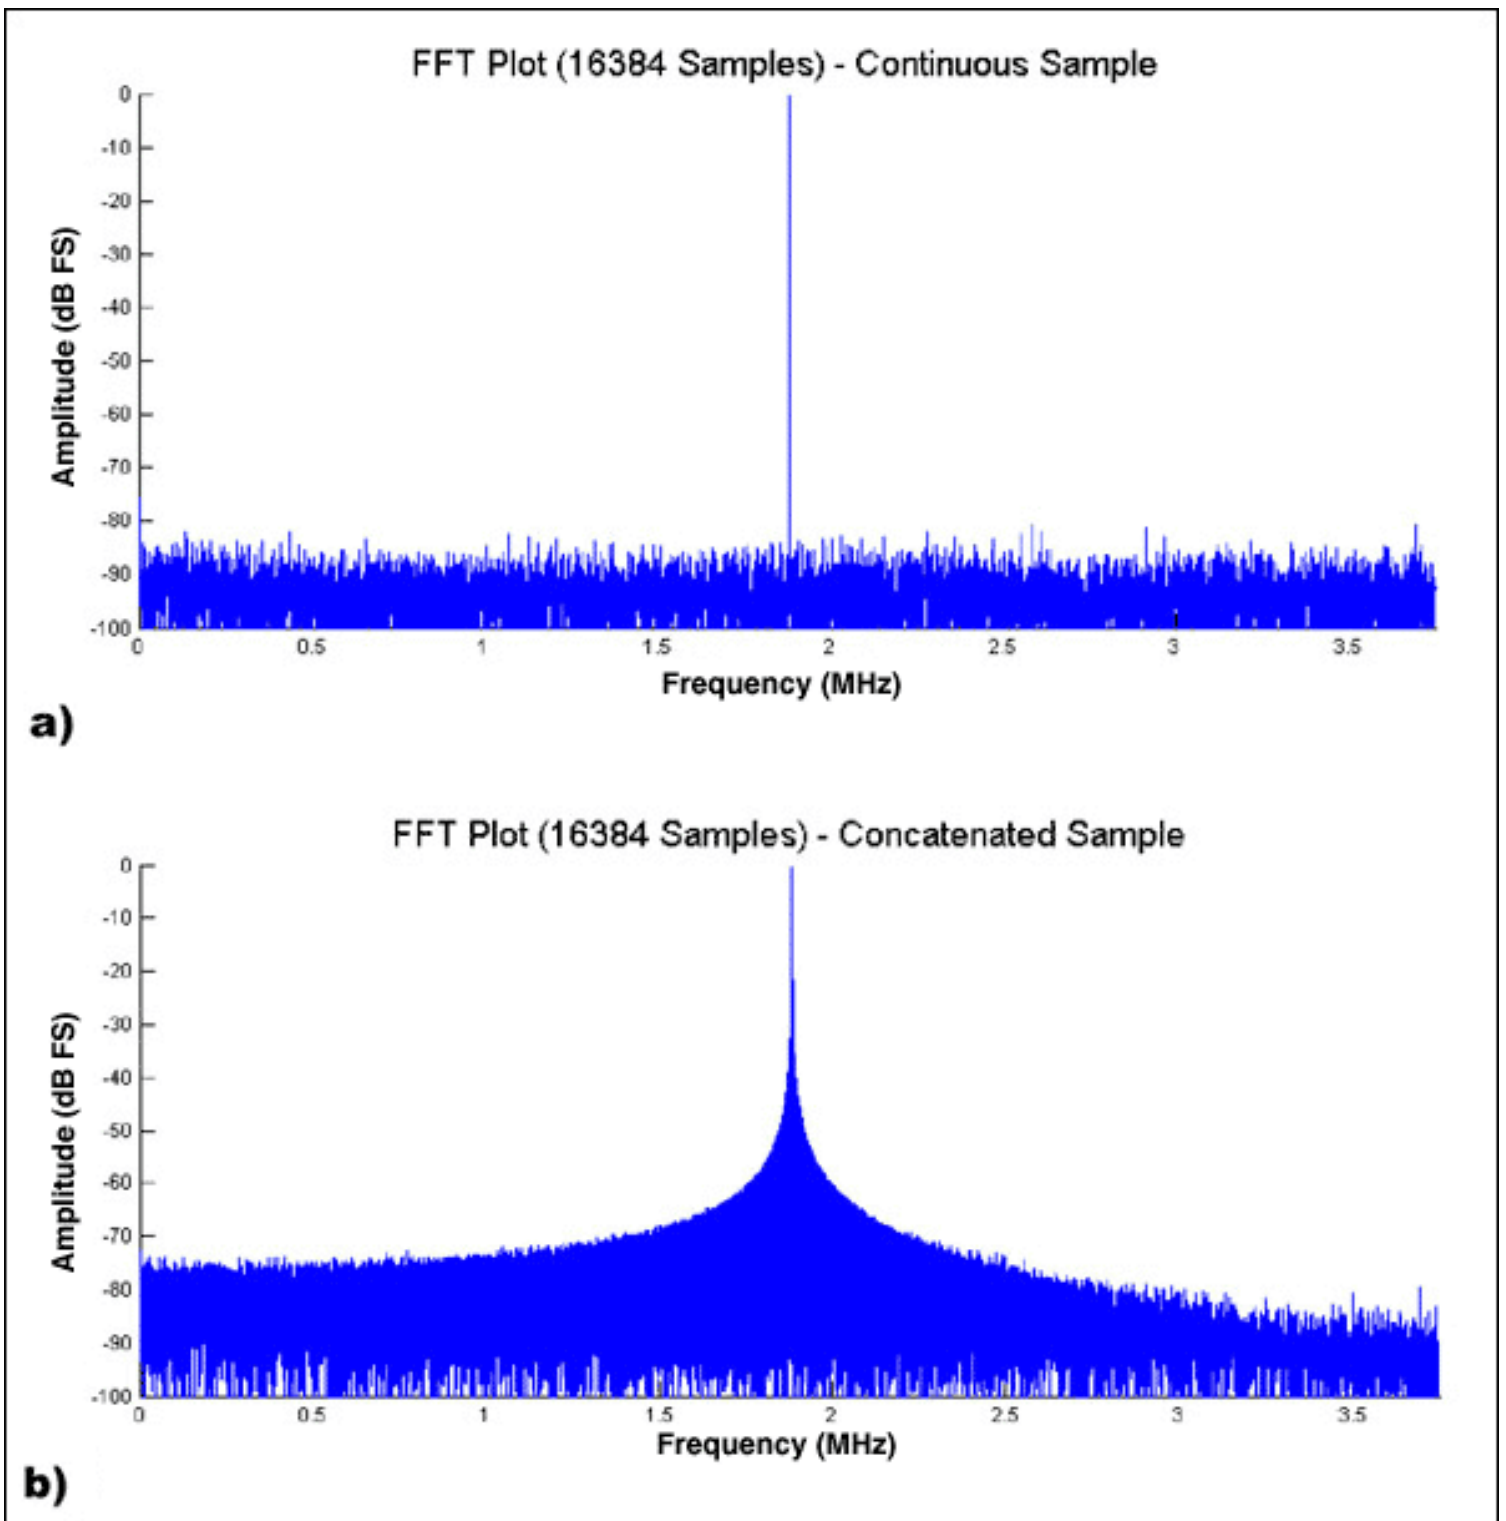 FFT Plot (16384 Samples) - Continuous Sample
Amplitude (dB FS)
0
-10
-20
-30
-40
-50
-60
-70
-80
-90
-100
0 0.5 1 1.5 2 2.5 3 3.5
Frequency (MHz)
a)
FFT Plot (16384 Samples) - Concatenated Sample
Amplitude (dB FS)
0
-10
-20
-30
-40
-50
-60
-70
-80
-90
-100
0 0.5 1 1.5 2 2.5 3 3.5
Frequency (MHz)
b)